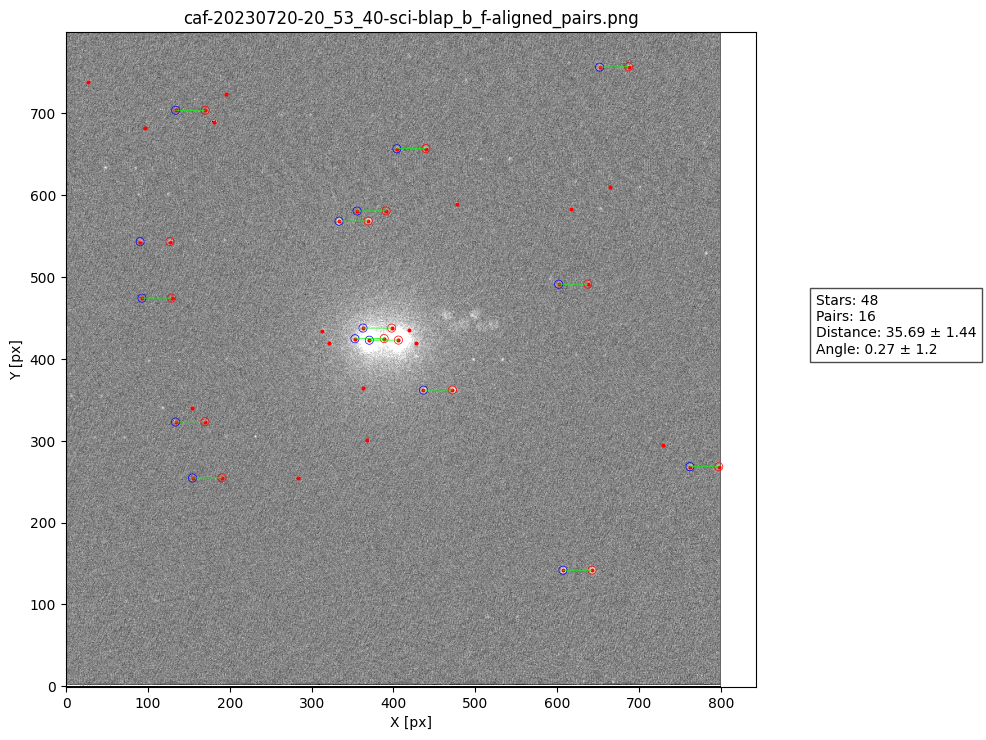 caf-20230720-20_53_40-sci-blap_b_f-aligned_pairs.png
700
600
500
400
300
200
100
0
Y [px]
0 100 200 300 400 500 600 700 800
X [px]
Stars: 48
Pairs: 16
Distance: 35.69 ± 1.44
Angle: 0.27 ± 1.2